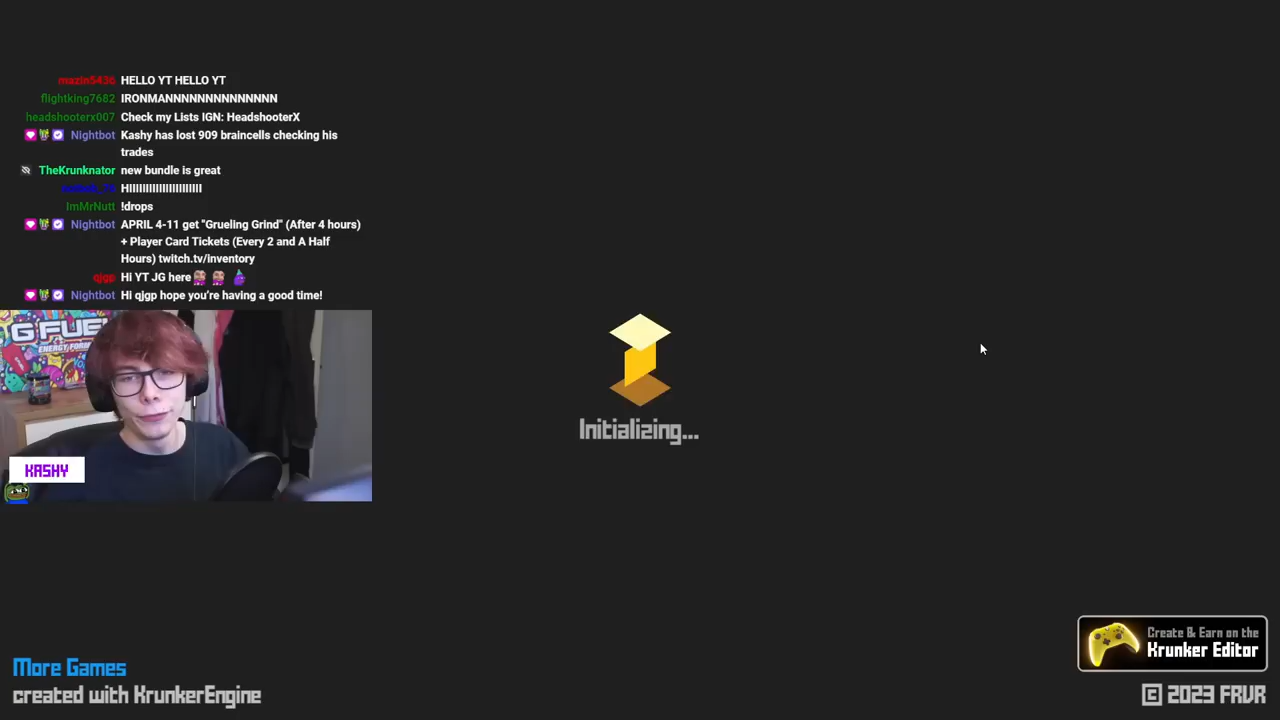 mazin5436 HELLO YT HELLO YT
flightking7682 IRONMANNNNNNNNNNNNNN
headshooterx007 Check my Lists IGN: HeadshooterX
Nightbot Kashy has lost 909 braincells checking his
trades
TheKrunknator new bundle is great
HIIIIIIIIIIIIIIIIIIIIII
ImMrNutt !drops
Nightbot APRIL 4-11 get "Grueling Grind" (After 4 hours)
+ Player Card Tickets (Every 2 and A Half
Hours) twitch.tv/inventory
qjgp Hi YT JG here
Nightbot Hi qjgp hope you're having a good time!
G FUEL
ENERGY FORM
KASHY
Initializing...
Create & Earn on the
Krunker Editor
More Games
created with KrunkerEngine
© 2023 FRVR